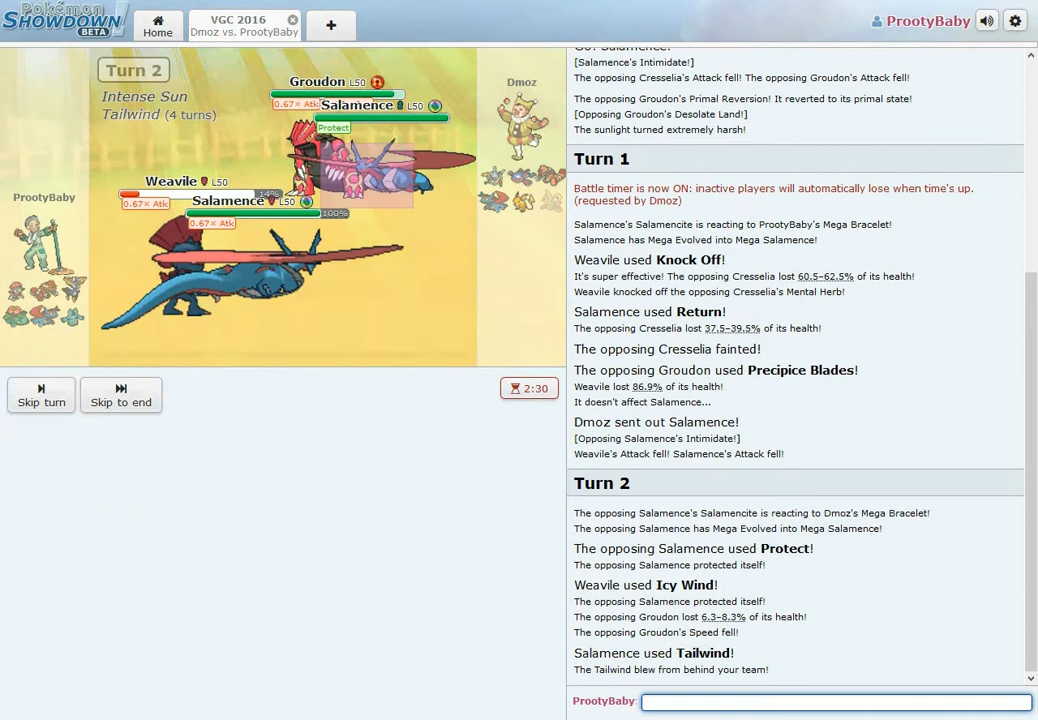 Pokémon
SHOWDOWN!
BETA
Home
VGC 2016
Dmoz vs. ProotyBaby
+
ProotyBaby
Turn 2
Intense Sun
Tailwind (4 turns)
Groudon L50
0.67× Atk
Salamence L50
Protect
Dmoz
Weavile L50
14%
0.67× Atk
Salamence L50
100%
0.67× Atk
ProotyBaby
Skip turn
Skip to end
2:30
[Salamence's Intimidate!]
The opposing Cresselia's Attack fell! The opposing Groudon's Attack fell!
The opposing Groudon's Primal Reversion! It reverted to its primal state!
[Opposing Groudon's Desolate Land!]
The sunlight turned extremely harsh!
Turn 1
Battle timer is now ON: inactive players will automatically lose when time's up.
(requested by Dmoz)
Salamence's Salamencite is reacting to ProotyBaby's Mega Bracelet!
Salamence has Mega Evolved into Mega Salamence!
Weavile used Knock Off!
It's super effective! The opposing Cresselia lost 60.5–62.5% of its health!
Weavile knocked off the opposing Cresselia's Mental Herb!
Salamence used Return!
The opposing Cresselia lost 37.5–39.5% of its health!
The opposing Cresselia fainted!
The opposing Groudon used Precipice Blades!
Weavile lost 86.9% of its health!
It doesn't affect Salamence...
Dmoz sent out Salamence!
[Opposing Salamence's Intimidate!]
Weavile's Attack fell! Salamence's Attack fell!
Turn 2
The opposing Salamence's Salamencite is reacting to Dmoz's Mega Bracelet!
The opposing Salamence has Mega Evolved into Mega Salamence!
The opposing Salamence used Protect!
The opposing Salamence protected itself!
Weavile used Icy Wind!
The opposing Salamence protected itself!
The opposing Groudon lost 6.3–8.3% of its health!
The opposing Groudon's Speed fell!
Salamence used Tailwind!
The Tailwind blew from behind your team!
ProotyBaby: